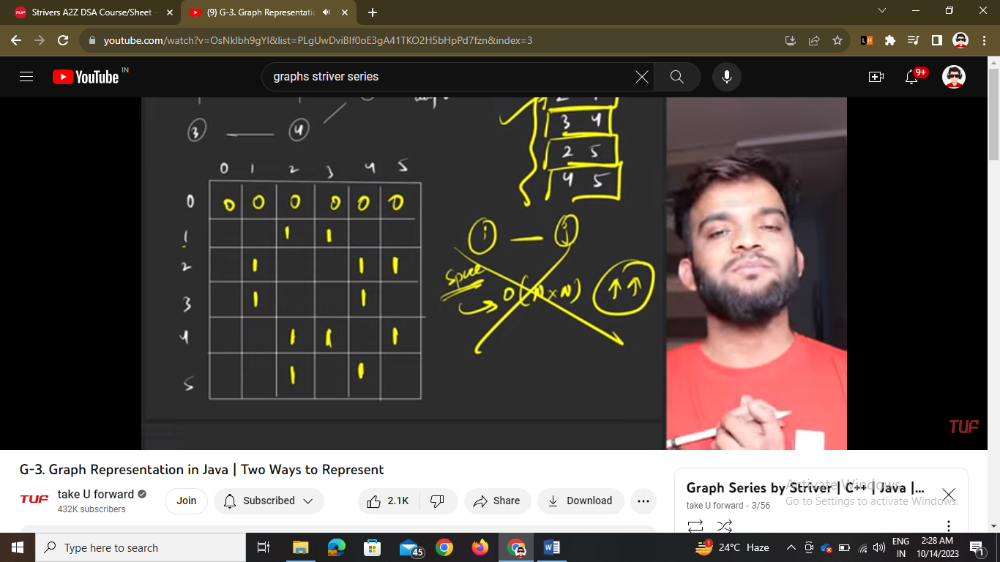 Strivers A2Z DSA Course/Sheet -
(9) G-3. Graph Representatic
youtube.com/watch?v=OsNklbh9gYI&list=PLgUwDviBIf0oE3gA41TKO2H5bHpPd7fzn&index=3
YouTube IN
graphs striver series
9+
3 4
3 4
2 5
4 5
0 1 2 3 4 5
0 0 0 0 0 0 0
1 1 1
2 1 1 1
3 1 1
4 1 1 1
5 1 1
i — j
Space
O(N×N) ↑↑
TUF
G-3. Graph Representation in Java | Two Ways to Represent
TUF
take U forward
432K subscribers
Join
Subscribed
2.1K
Share
Download
Graph Series by Striver | C++ | Java |...
take U forward - 3/56
Activate Windows
Go to Settings to activate Windows.
Type here to search
45
1
24°C Haze
ENG
IN
2:28 AM
10/14/2023
1